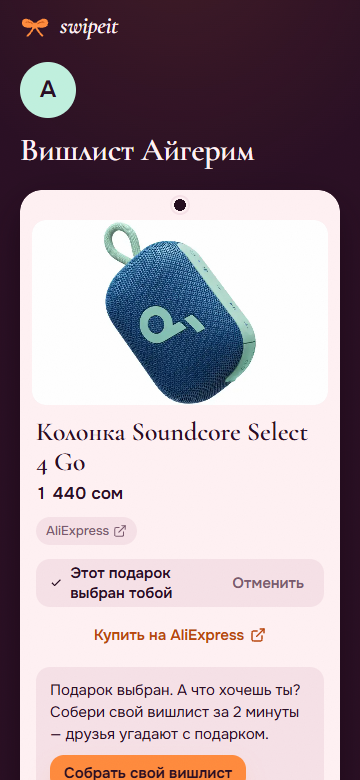 swipeit
A
Вишлист Айгерим
Колонка Soundcore Select
4 Go
1 440 сом
AliExpress
Этот подарок
выбран тобой
Отменить
Купить на AliExpress
Подарок выбран. А что хочешь ты?
Собери свой вишлист за 2 минуты
— друзья угадают с подарком.
Собрать свой вишлист